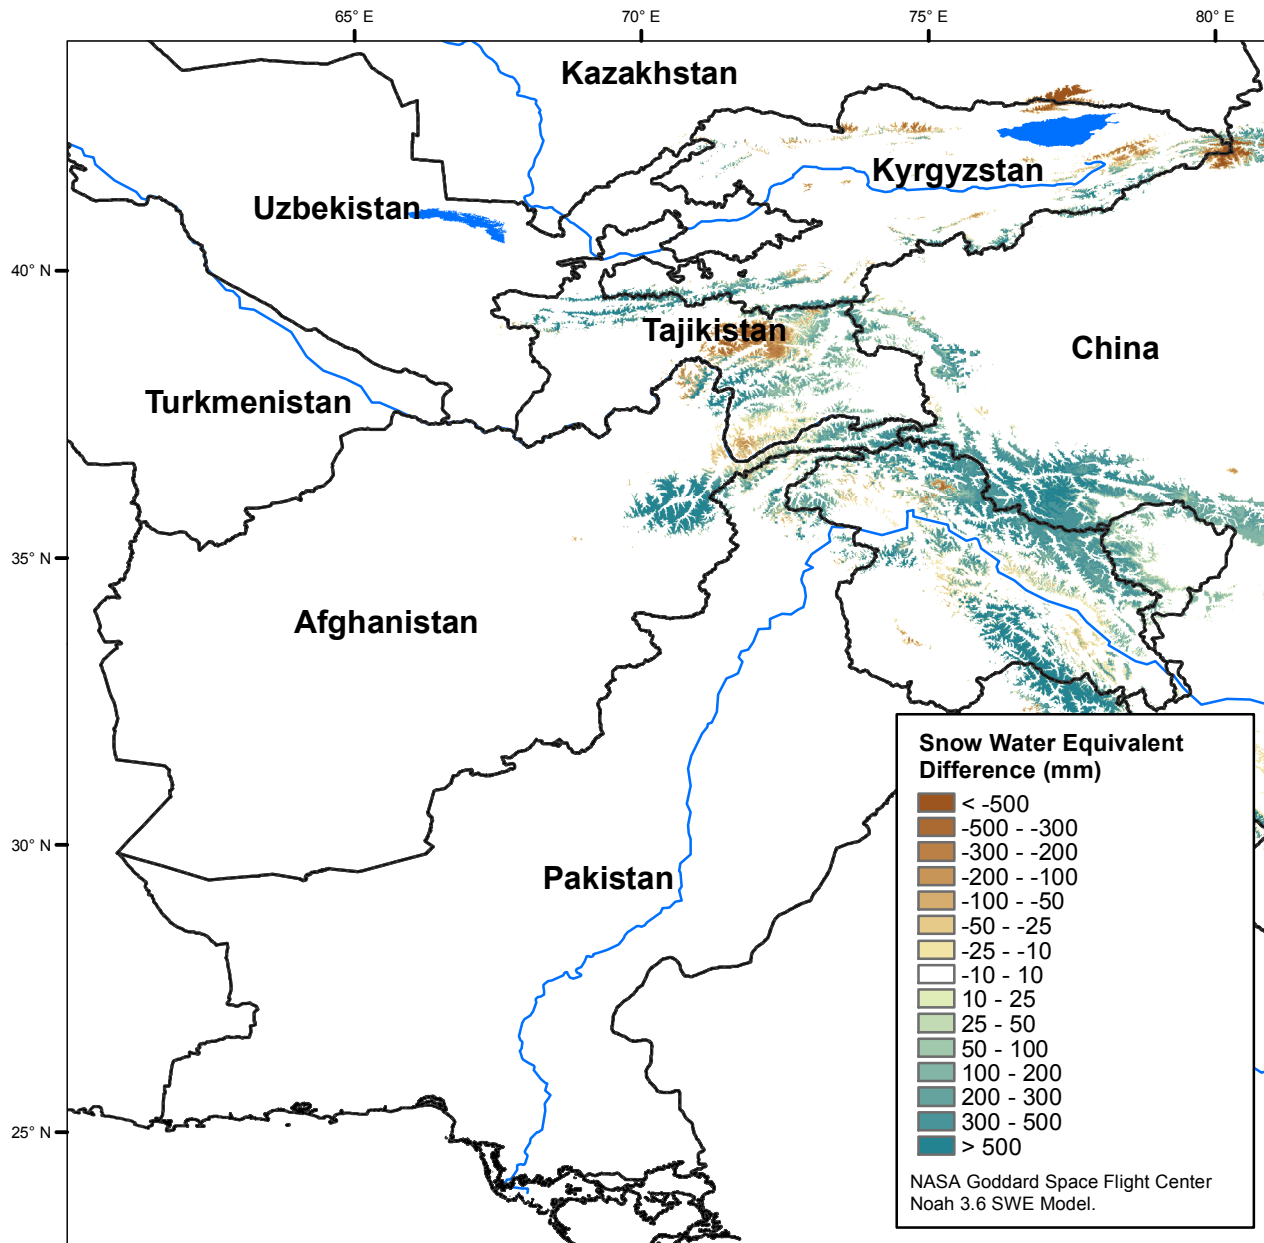 65° E
70° E
75° E
80° E
Kazakhstan
Kyrgyzstan
Uzbekistan
40° N
Tajikistan
China
Turkmenistan
35° N
Afghanistan
30° N
Pakistan
25° N
Snow Water Equivalent
Difference (mm)
< -500
-500 - -300
-300 - -200
-200 - -100
-100 - -50
-50 - -25
-25 - -10
-10 - 10
10 - 25
25 - 50
50 - 100
100 - 200
200 - 300
300 - 500
> 500
NASA Goddard Space Flight Center
Noah 3.6 SWE Model.